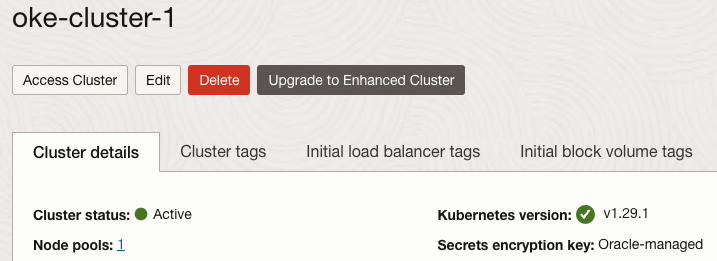 oke-cluster-1
Access Cluster Edit Delete Upgrade to Enhanced Cluster
Cluster details Cluster tags Initial load balancer tags Initial block volume tags
Cluster status: Active Kubernetes version: v1.29.1
Node pools: 1 Secrets encryption key: Oracle-managed